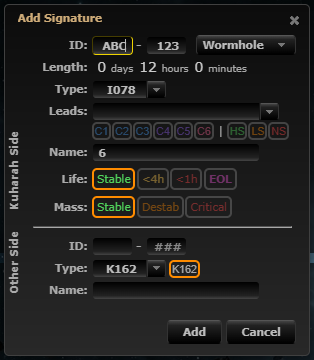 Add Signature ✖
ID: ABC - 123 Wormhole
Length: 0 days 12 hours 0 minutes
Type: I078
Leads:
C1 C2 C3 C4 C5 C6 | HS LS NS
Name: 6
Life: Stable <4h <1h EOL
Mass: Stable Destab Critical
Kuharah Side
ID: - ###
Type: K162 K162
Name:
Other Side
Add Cancel